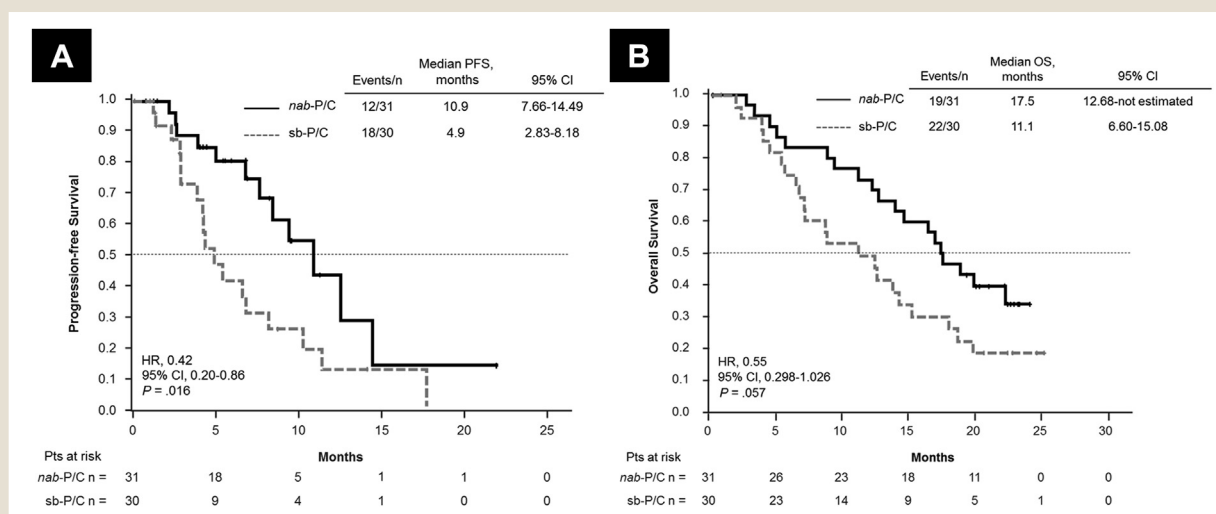 A
Median PFS,
Events/n months 95% CI
nab-P/C 12/31 10.9 7.66-14.49
sb-P/C 18/30 4.9 2.83-8.18
Progression-free Survival
1.0
0.9
0.8
0.7
0.6
0.5
0.4
0.3
0.2
0.1
0.0
HR, 0.42
95% CI, 0.20-0.86
P = .016
0 5 10 15 20 25
Pts at risk Months
nab-P/C n = 31 18 5 1 1 0
sb-P/C n = 30 9 4 1 0 0
B
Median OS,
Events/n months 95% CI
nab-P/C 19/31 17.5 12.68-not estimated
sb-P/C 22/30 11.1 6.60-15.08
Overall Survival
1.0
0.9
0.8
0.7
0.6
0.5
0.4
0.3
0.2
0.1
0.0
HR, 0.55
95% CI, 0.298-1.026
P = .057
0 5 10 15 20 25 30
Pts at risk Months
nab-P/C n = 31 26 23 18 11 0 0
sb-P/C n = 30 23 14 9 5 1 0